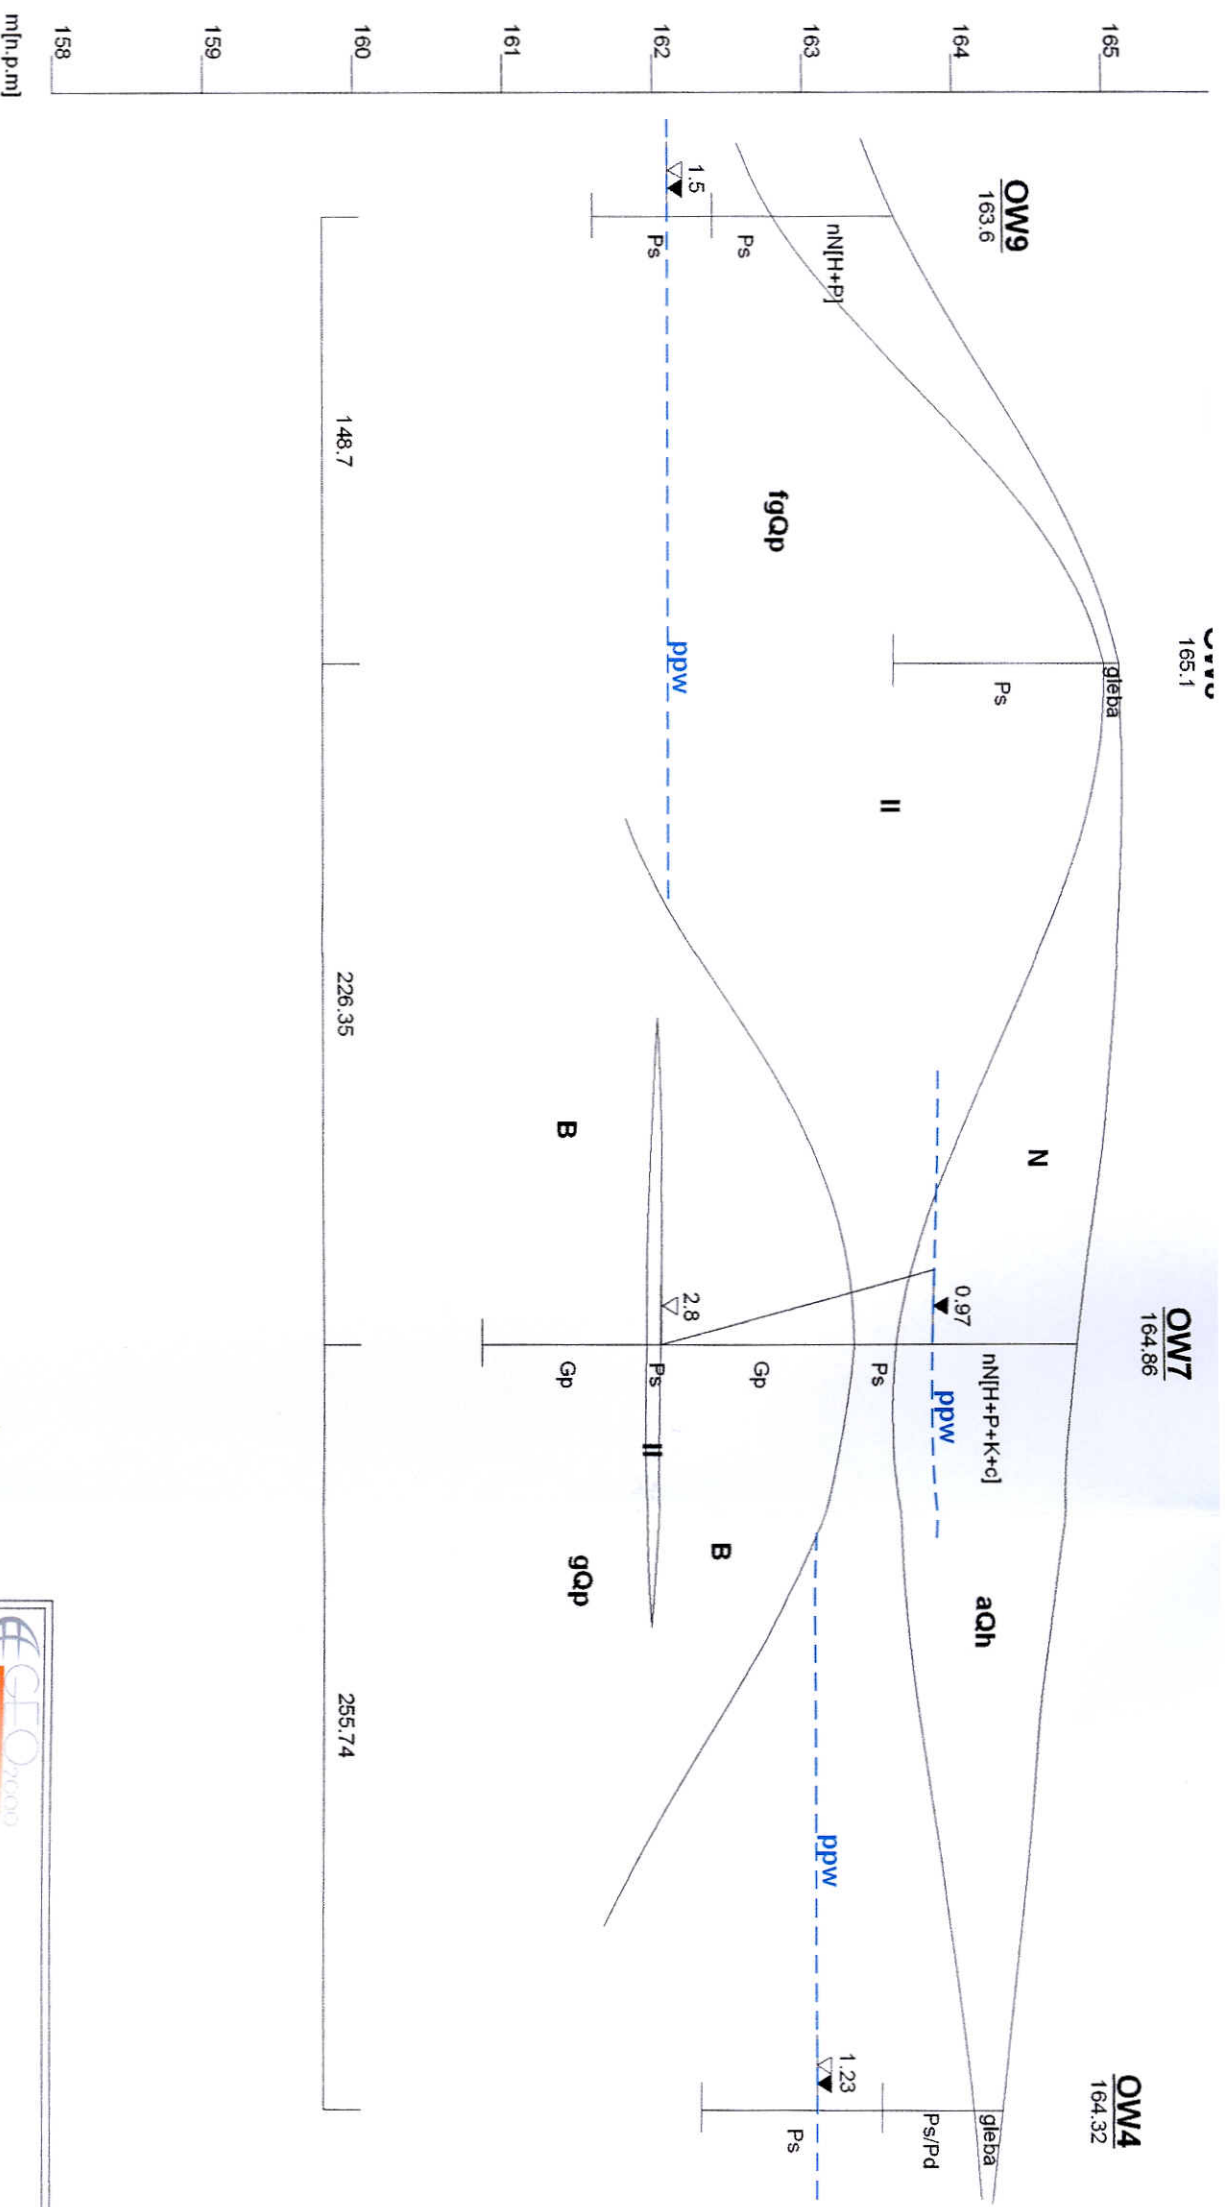 m[n.p.m]
165
164
163
162
161
160
159
158
OW9
163.6
nN[H+P]
Ps
1.5
Ps
165.1
gleba
Ps
OW7
164.86
nN[H+P+K+c]
0.97
Ps
Gp
2.8
Ps
Gp
OW4
164.32
gleba
Ps/Pd
1.23
Ps
fgQp
II
N
aQh
ppw
ppw
ppw
B
II
B
gQp
148.7
226.35
255.74
GEO2000